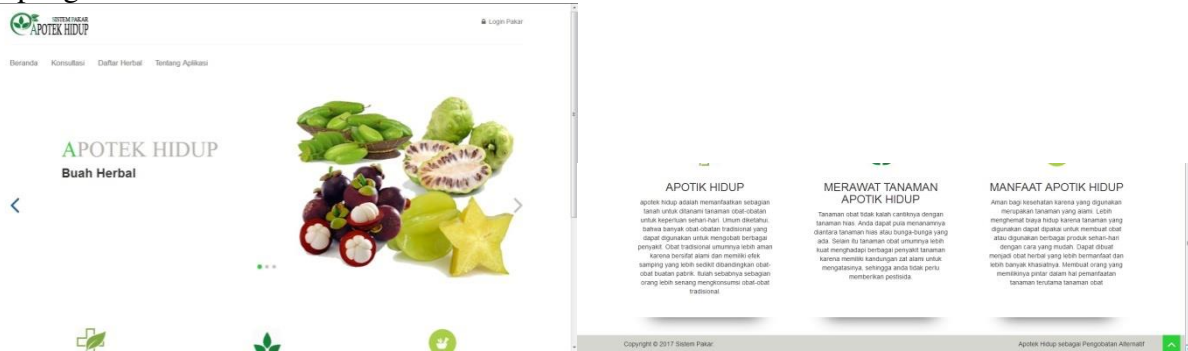 SISTEM PAKAR
APOTEK HIDUP
Login Pakar
Beranda Konsultasi Daftar Herbal Tentang Aplikasi
APOTEK HIDUP
Buah Herbal
APOTIK HIDUP
apotek hidup adalah memanfaatkan sebagian
tanah untuk ditanami tanaman obat-obatan
untuk keperluan sehari-hari. Umum diketahui,
bahwa banyak obat-obatan tradisional yang
dapat digunakan untuk mengobati berbagai
penyakit. Obat tradisional umumnya lebih aman
karena bersifat alami dan memiliki efek
samping yang lebih sedikit dibandingkan obat-
obat buatan pabrik. Itulah sebabnya sebagian
orang lebih senang mengkonsumsi obat-obat
tradisional.
MERAWAT TANAMAN
APOTIK HIDUP
Tanaman obat tidak kalah cantiknya dengan
tanaman hias. Anda dapat pula menanamnya
diantara tanaman hias atau bunga-bunga yang
ada. Selain itu tanaman obat umumnya lebih
kuat menghadapi berbagai penyakit tanaman
karena memiliki kandungan zat alami untuk
mengatasinya, sehingga anda tidak perlu
memberikan pestisida.
MANFAAT APOTIK HIDUP
Aman bagi kesehatan karena yang digunakan
merupakan tanaman yang alami. Lebih
menghemat biaya hidup karena tanaman yang
digunakan dapat dipakai untuk membuat obat
atau digunakan berbagai produk sehari-hari
dengan cara yang mudah. Dapat dibuat
menjadi obat herbal yang lebih bermanfaat dan
lebih banyak khasiatnya. Membuat orang yang
memilikinya pintar dalam hal pemanfaatan
tanaman terutama tanaman obat
Copyright © 2017 Sistem Pakar.
Apotek Hidup sebagai Pengobatan Alternatif